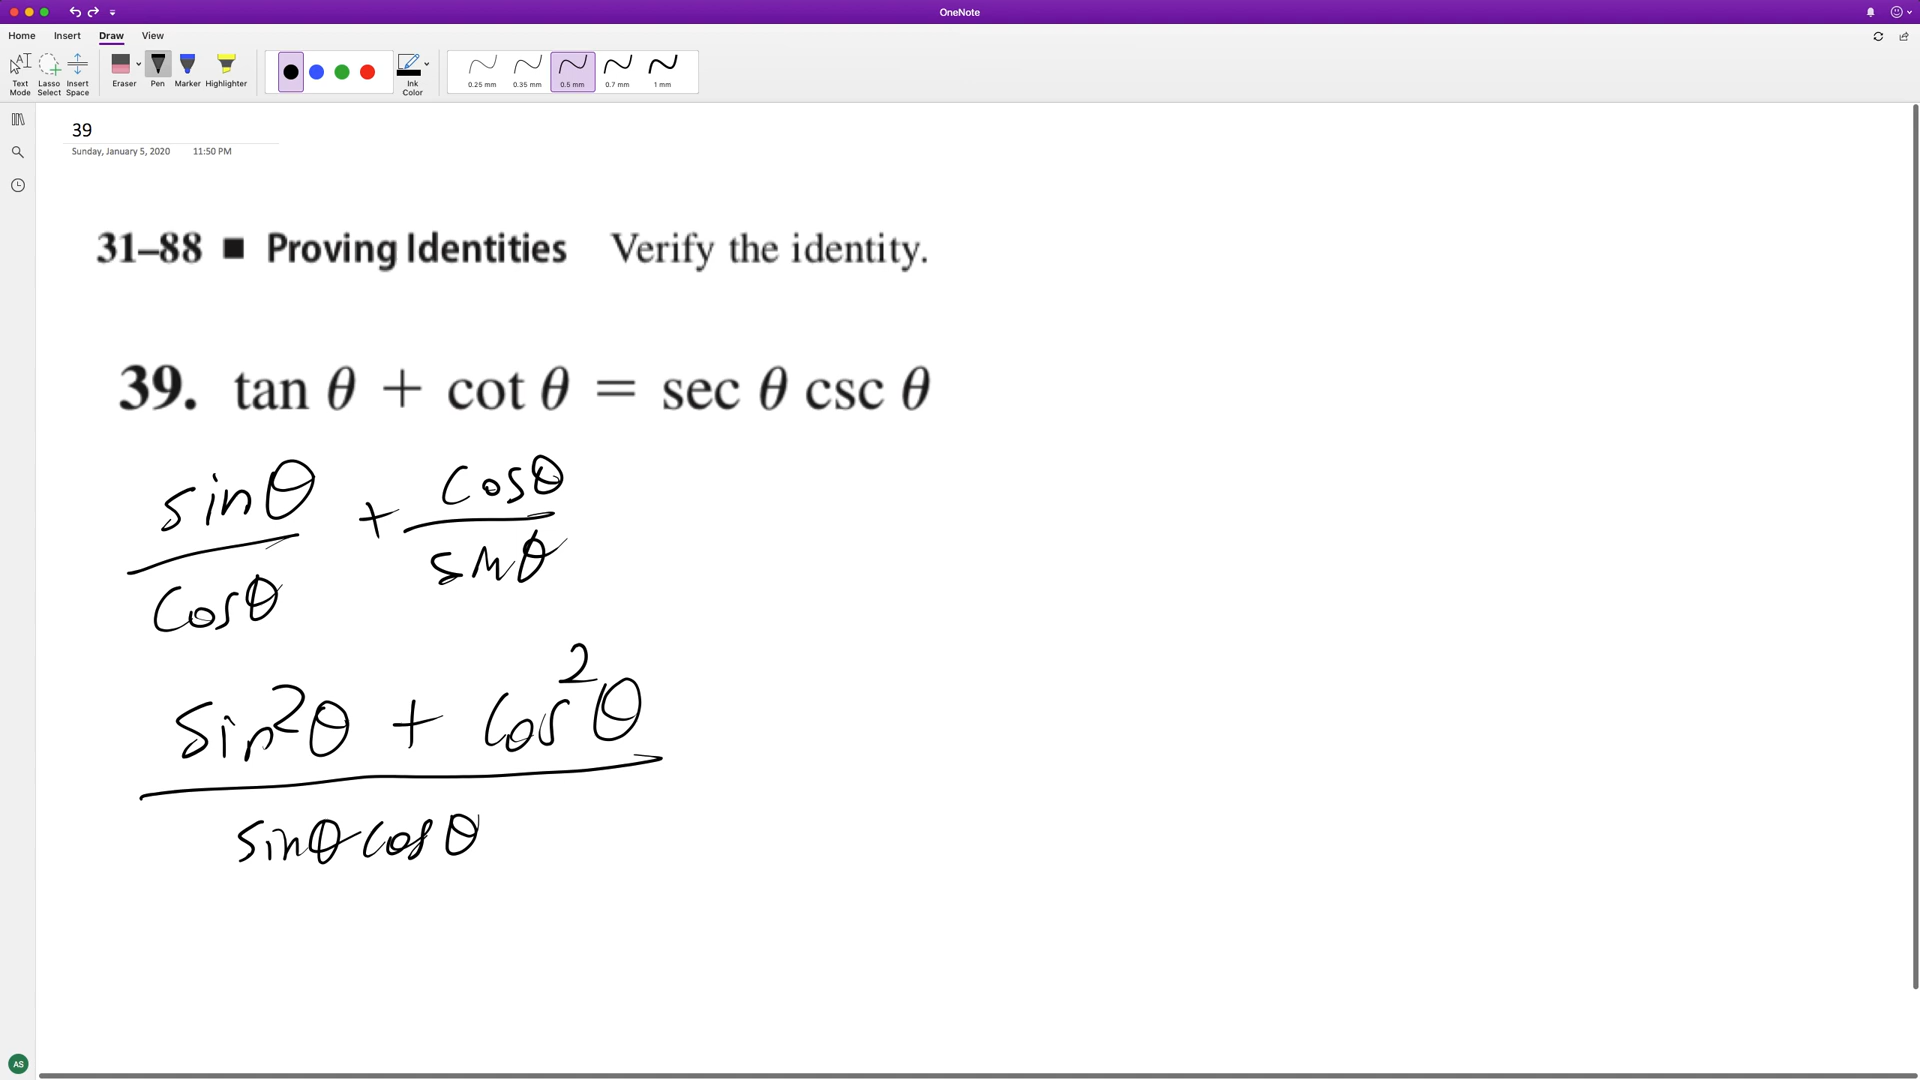 OneNote
Home Insert Draw View
Text Mode Lasso Select Insert Space Eraser Pen Marker Highlighter Ink Color 0.25 mm 0.35 mm 0.5 mm 0.7 mm 1 mm
39
Sunday, January 5, 2020 11:50 PM
31–88 ■ Proving Identities Verify the identity.
39. tan θ + cot θ = sec θ csc θ
sinθ + cosθ
cosθ sinθ
sin²θ + cos²θ
sinθ cosθ
AS